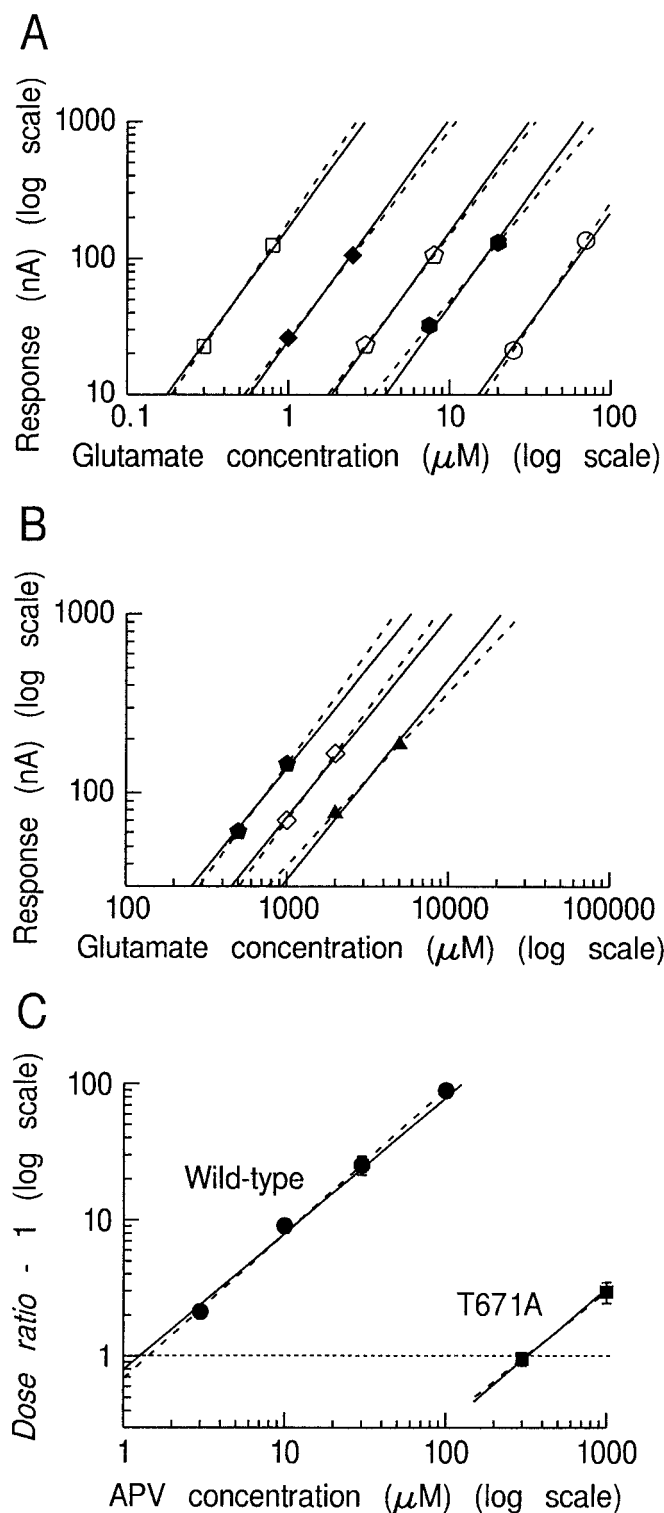 A
Response (nA) (log scale)
1000
100
10
0.1
1
10
100
Glutamate concentration (μM) (log scale)
B
Response (nA) (log scale)
1000
100
100
1000
10000
100000
Glutamate concentration (μM) (log scale)
C
Dose ratio - 1 (log scale)
100
10
1
Wild-type
T671A
1
10
100
1000
APV concentration (μM) (log scale)